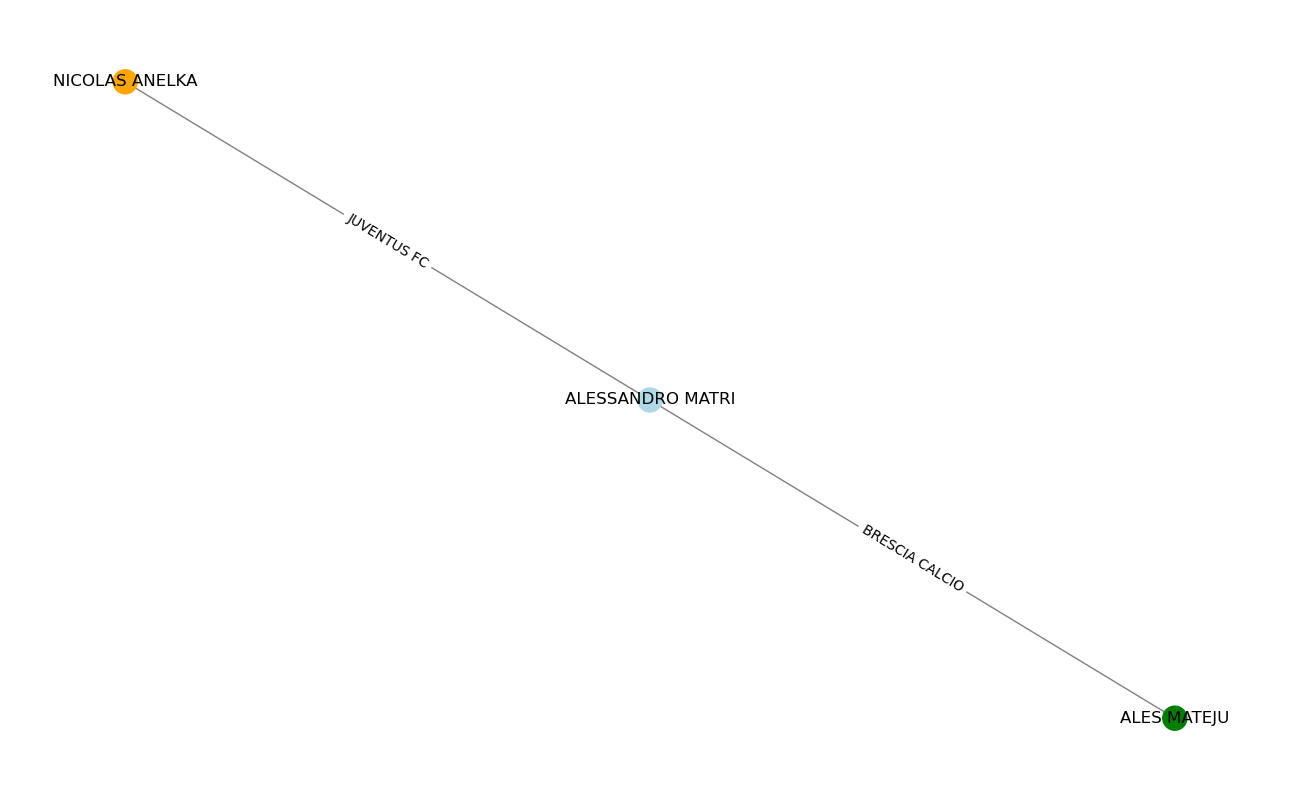 NICOLAS ANELKA
JUVENTUS FC
ALESSANDRO MATRI
BRESCIA CALCIO
ALES MATEJU